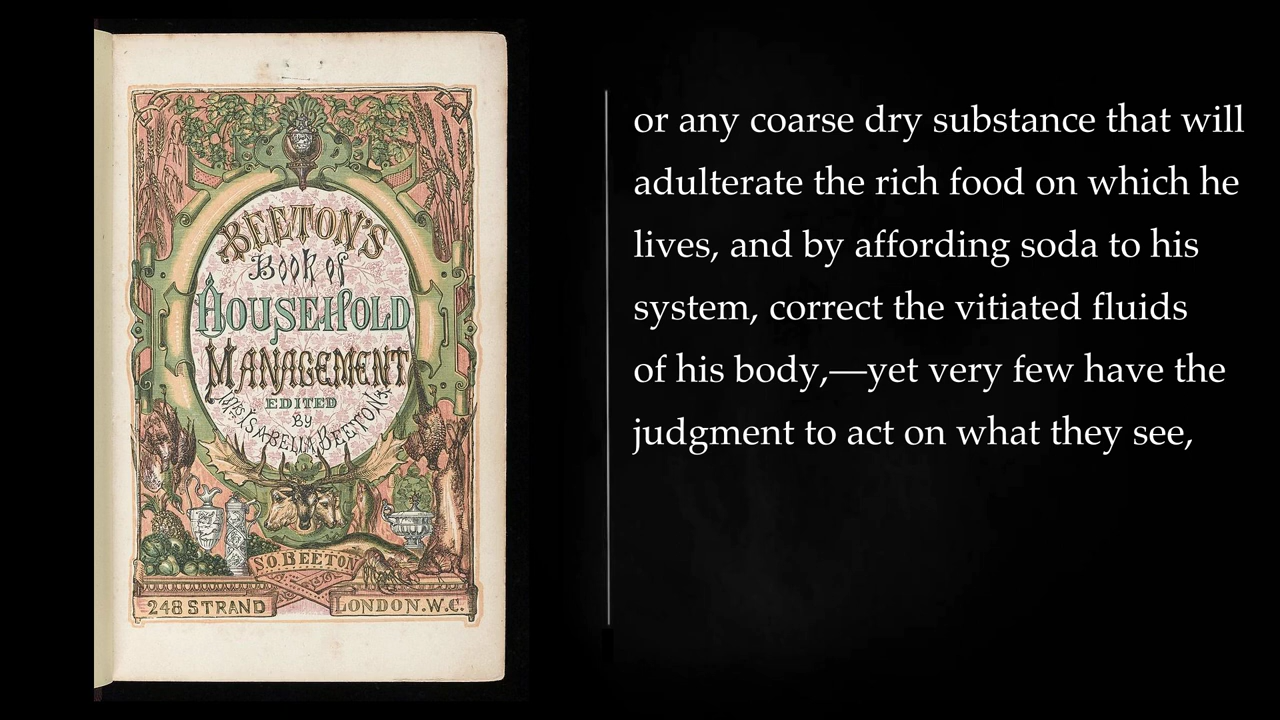 BEETON'S
Book of
HOUSEHOLD
MANAGEMENT
EDITED
BY
MRS ISABELLA BEETON.
S.O. BEETON
248 STRAND
LONDON.W.C.
or any coarse dry substance that will
adulterate the rich food on which he
lives, and by affording soda to his
system, correct the vitiated fluids
of his body,—yet very few have the
judgment to act on what they see,